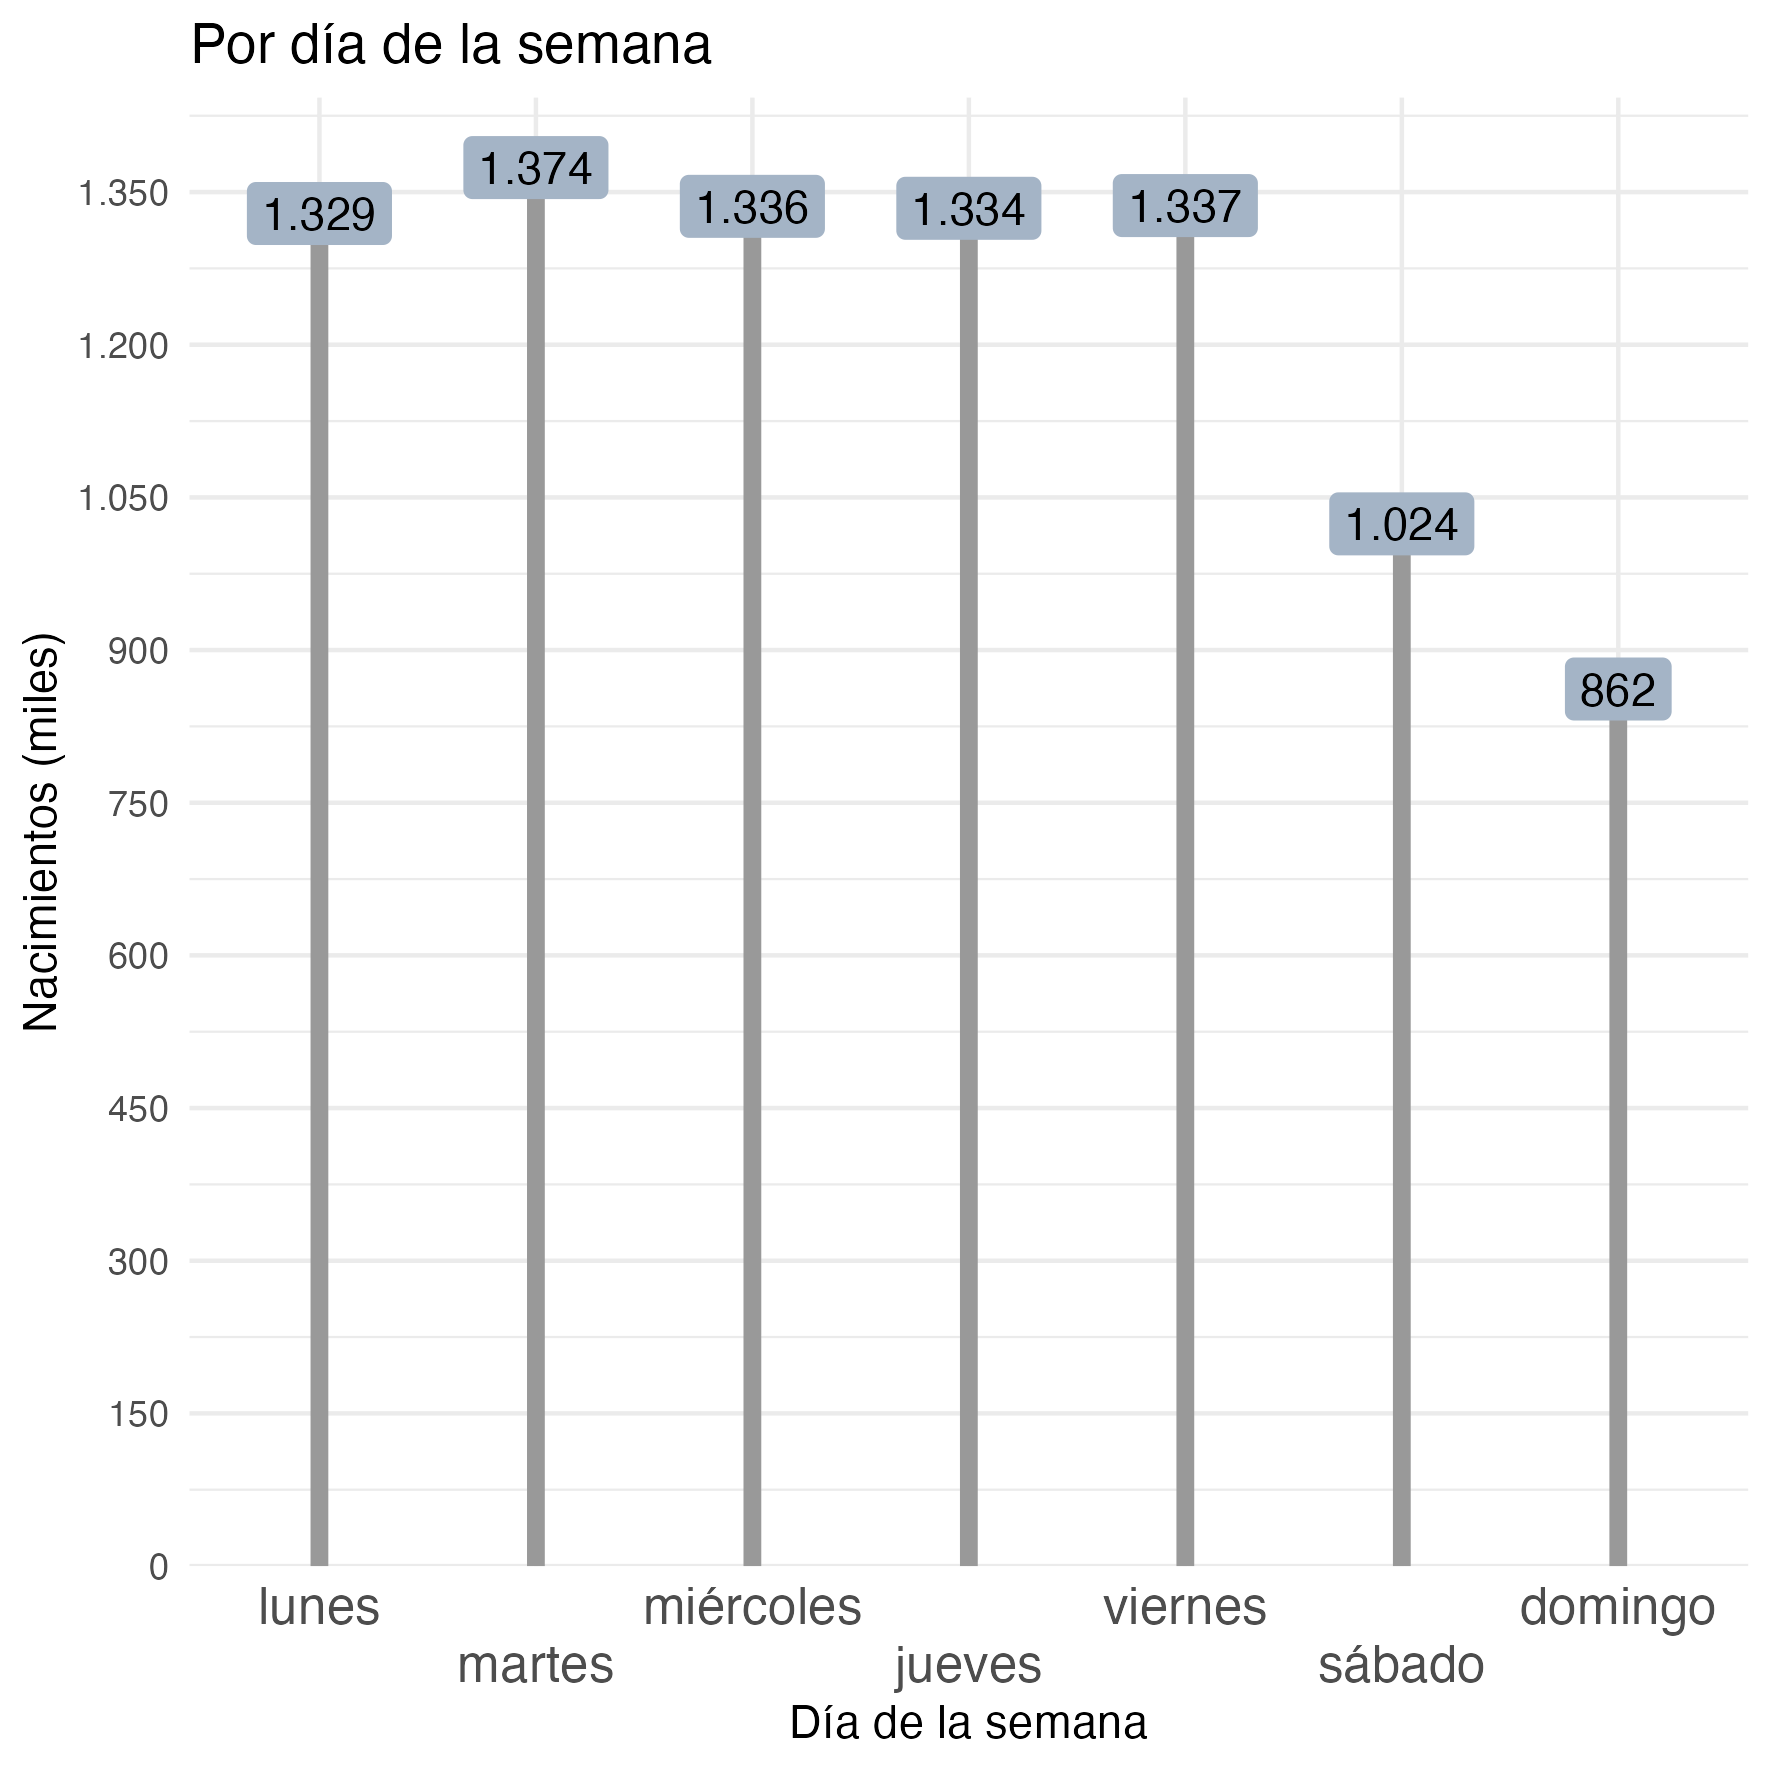 Por día de la semana
Nacimientos (miles)
1.350
1.200
1.050
900
750
600
450
300
150
0
1.329
1.374
1.336
1.334
1.337
1.024
862
lunes
martes
miércoles
jueves
viernes
sábado
domingo
Día de la semana